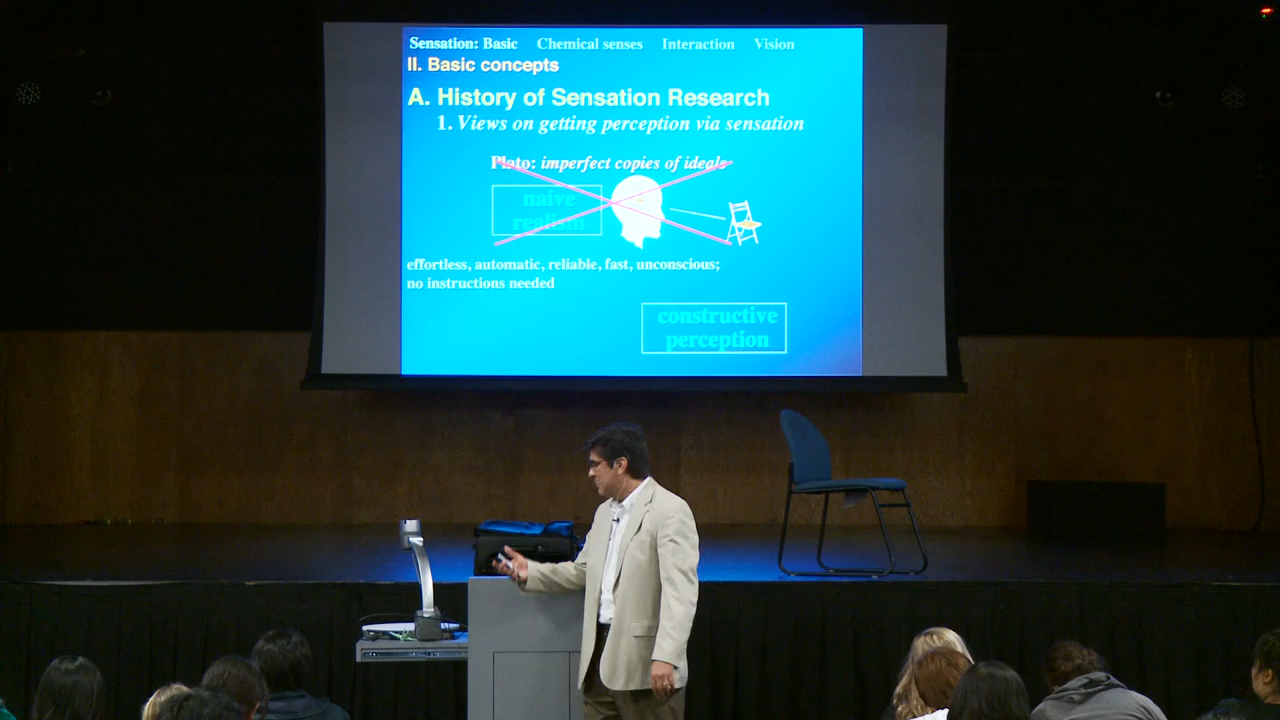 Sensation: Basic Chemical senses Interaction Vision
II. Basic concepts
A. History of Sensation Research
1. Views on getting perception via sensation
Plato: imperfect copies of ideals
naive
realism
effortless, automatic, reliable, fast, unconscious;
no instructions needed
constructive
perception